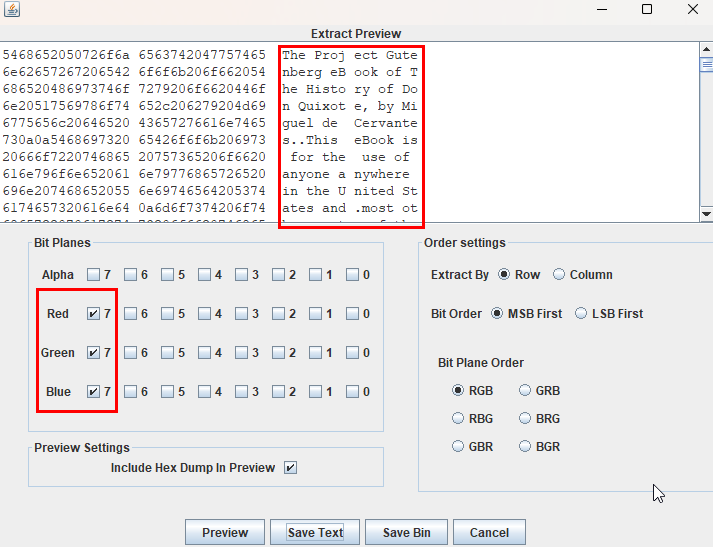 Extract Preview
5468652050726f6a 6563742047757465 The Proj ect Gute
6e62657267206542 6f6f6b206f662054 nberg eB ook of T
686520486973746f 7279206f6620446f he Histo ry of Do
6e20517569786f74 652c206279204d69 n Quixot e, by Mi
6775656c20646520 43657276616e7465 guel de  Cervante
730a0a5468697320 65426f6f6b206973 s..This  eBook is
20666f7220746865 20757365206f6620  for the  use of 
616e796f6e652061 6e79776865726520 anyone a nywhere 
696e207468652055 6e69746564205374 in the U nited St
6174657320616e64 0a6d6f7374206f74 ates and .most ot
Bit Planes
Alpha 7 6 5 4 3 2 1 0
Red 7 6 5 4 3 2 1 0
Green 7 6 5 4 3 2 1 0
Blue 7 6 5 4 3 2 1 0
Preview Settings
Include Hex Dump In Preview
Order settings
Extract By Row Column
Bit Order MSB First LSB First
Bit Plane Order
RGB GRB
RBG BRG
GBR BGR
Preview Save Text Save Bin Cancel